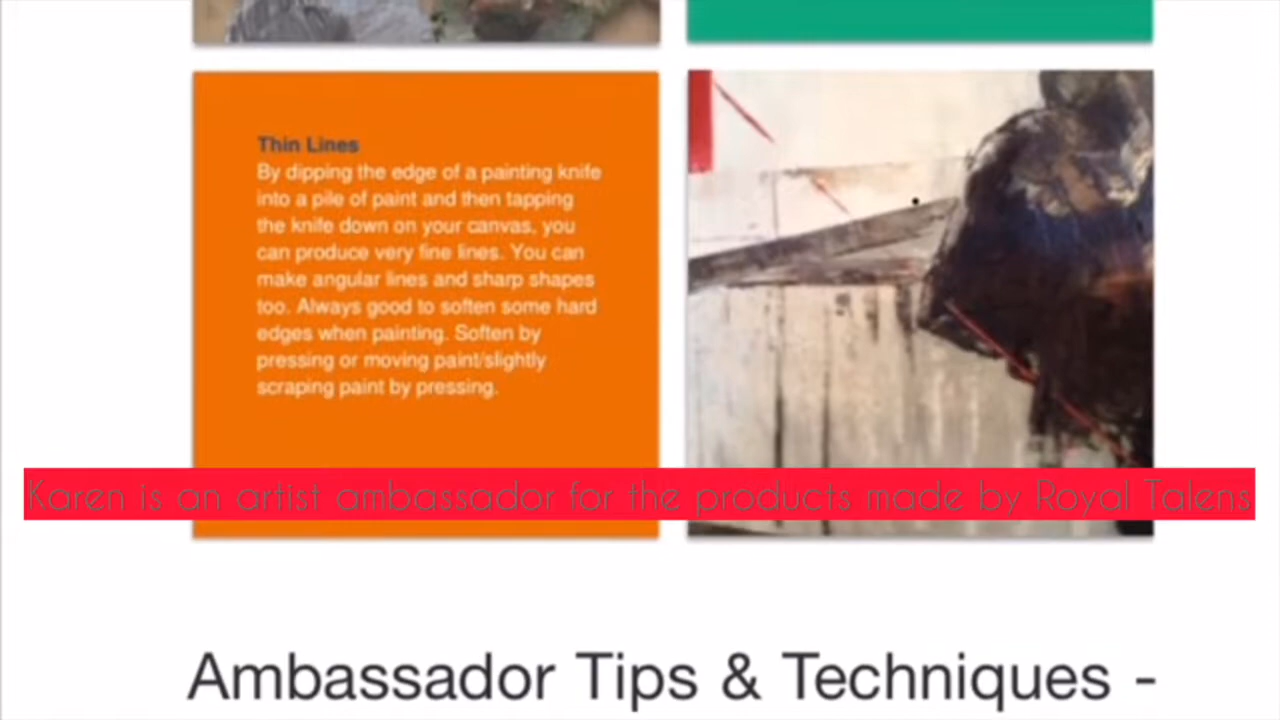 Thin Lines
By dipping the edge of a painting knife
into a pile of paint and then tapping
the knife down on your canvas, you
can produce very fine lines. You can
make angular lines and sharp shapes
too. Always good to soften some hard
edges when painting. Soften by
pressing or moving paint/slightly
scraping paint by pressing.
Karen is an artist ambassador for the products made by Royal Talens
Ambassador Tips & Techniques -